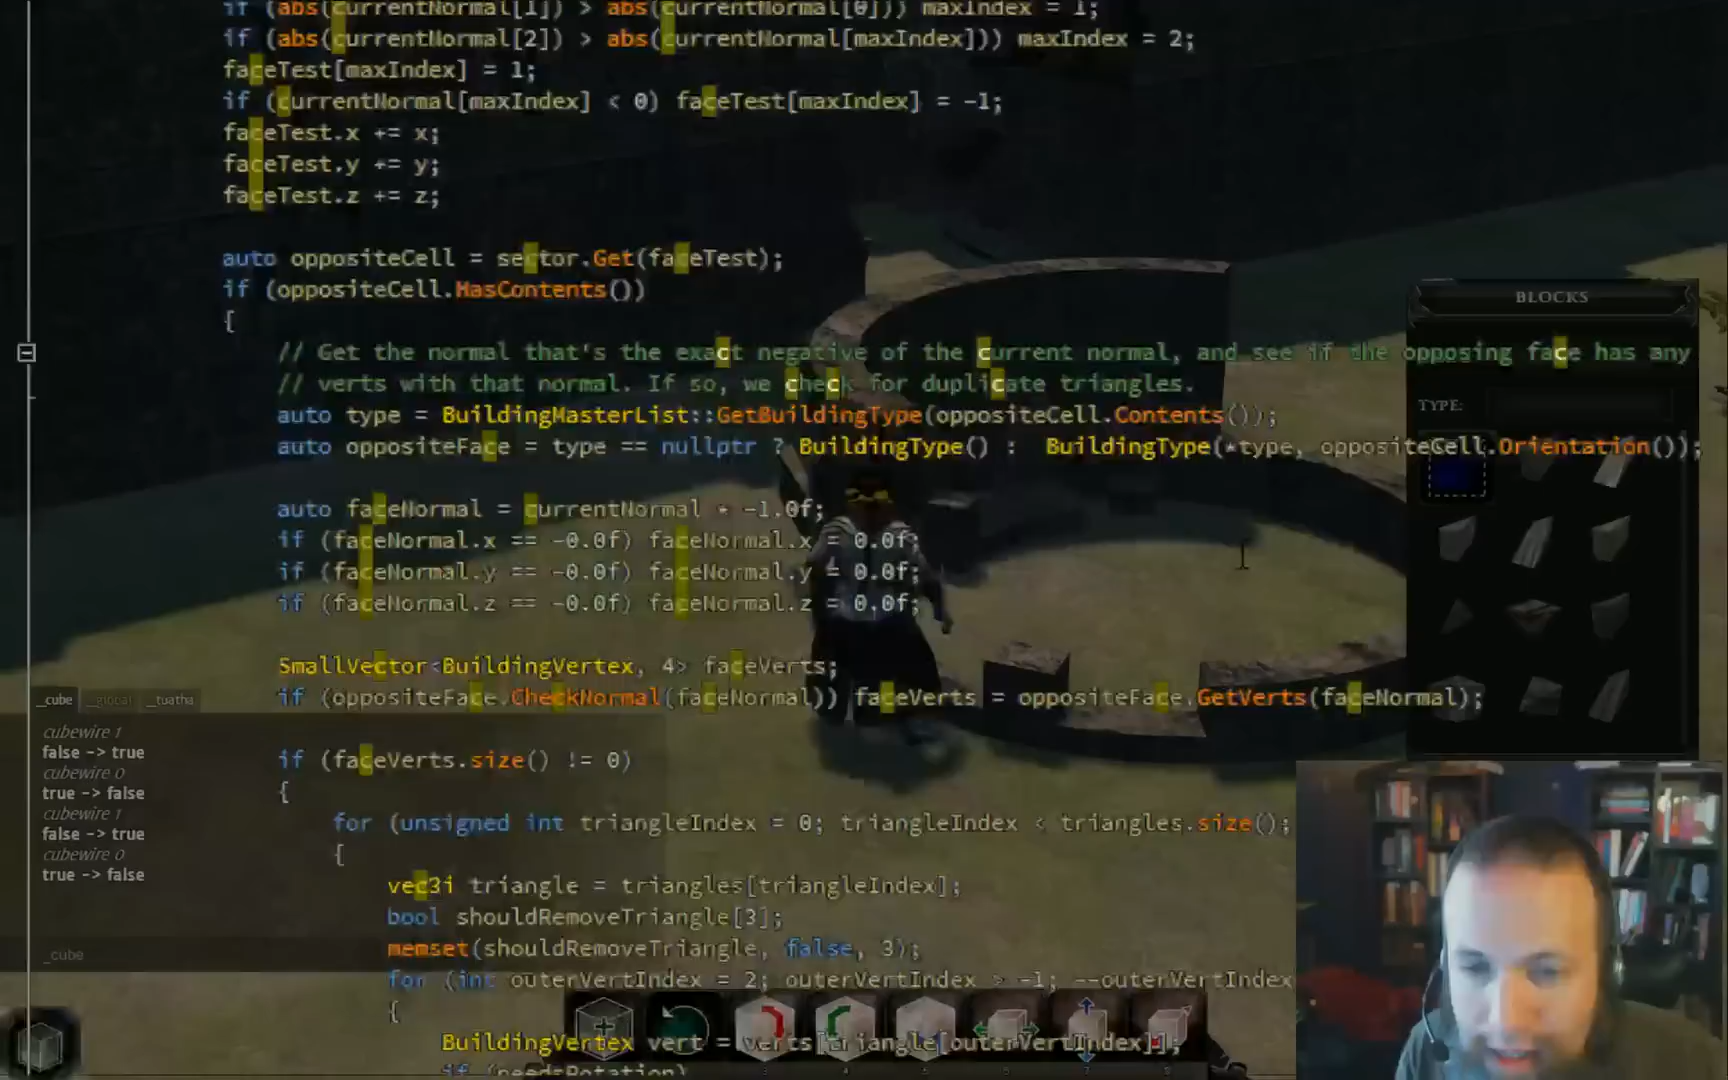 if (abs(currentNormal[1]) > abs(currentNormal[0])) maxIndex = 1;
if (abs(currentNormal[2]) > abs(currentNormal[maxIndex])) maxIndex = 2;
faceTest[maxIndex] = 1;
if (currentNormal[maxIndex] < 0) faceTest[maxIndex] = -1;
faceTest.x += x;
faceTest.y += y;
faceTest.z += z;
auto oppositeCell = sector.Get(faceTest);
if (oppositeCell.HasContents())
{
// Get the normal that's the exact negative of the current normal, and see if the opposing face has any
// verts with that normal. If so, we check for duplicate triangles.
auto type = BuildingMasterList::GetBuildingType(oppositeCell.Contents());
auto oppositeFace = type == nullptr ? BuildingType() :  BuildingType(*type, oppositeCell.Orientation());
auto faceNormal = currentNormal * -1.0f;
if (faceNormal.x == -0.0f) faceNormal.x = 0.0f;
if (faceNormal.y == -0.0f) faceNormal.y = 0.0f;
if (faceNormal.z == -0.0f) faceNormal.z = 0.0f;
SmallVector<BuildingVertex, 4> faceVerts;
if (oppositeFace.CheckNormal(faceNormal)) faceVerts = oppositeFace.GetVerts(faceNormal);
if (faceVerts.size() != 0)
{
for (unsigned int triangleIndex = 0; triangleIndex < triangles.size();
{
vec3i triangle = triangles[triangleIndex];
bool shouldRemoveTriangle[3];
memset(shouldRemoveTriangle, false, 3);
for (int outerVertIndex = 2; outerVertIndex > -1; --outerVertIndex
{
BuildingVertex vert = verts[triangle[outerVertIndex]];
if (needsRotation)
BLOCKS
TYPE:
_cube _global _tuatha
cubewire 1
false -> true
cubewire 0
true -> false
cubewire 1
false -> true
cubewire 0
true -> false
_cube